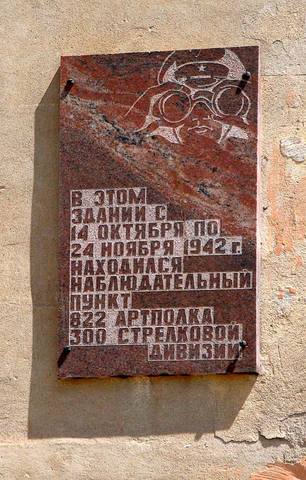 В ЭТОМ
ЗДАНИИ С
14 ОКТЯБРЯ ПО
24 НОЯБРЯ 1942 г.
НАХОДИЛСЯ
НАБЛЮДАТЕЛЬНЫЙ
ПУНКТ
822 АРТПОЛКА
300 СТРЕЛКОВОЙ
ДИВИЗИИ